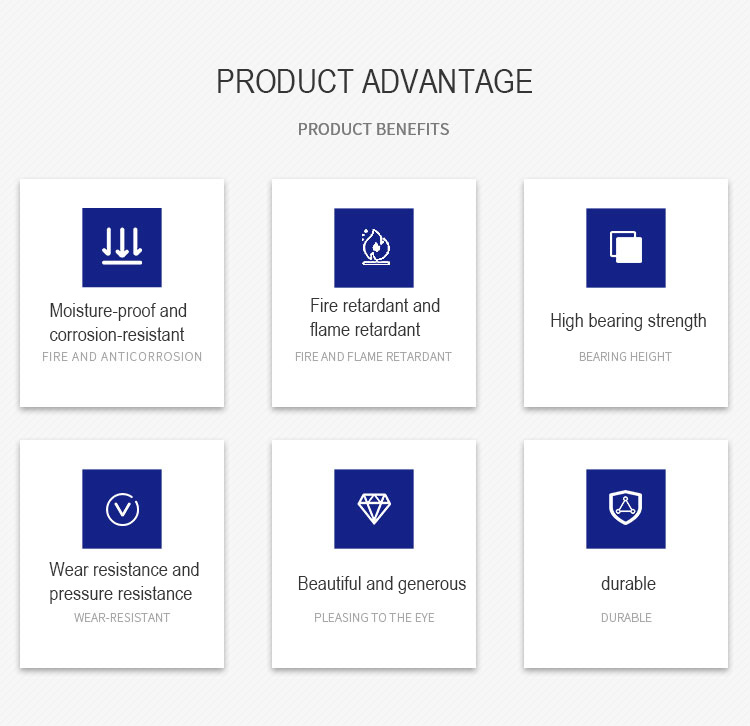 PRODUCT ADVANTAGE
PRODUCT BENEFITS
Moisture-proof and
corrosion-resistant
FIRE AND ANTICORROSION
Fire retardant and
flame retardant
FIRE AND FLAME RETARDANT
High bearing strength
BEARING HEIGHT
Wear resistance and
pressure resistance
WEAR-RESISTANT
Beautiful and generous
PLEASING TO THE EYE
durable
DURABLE